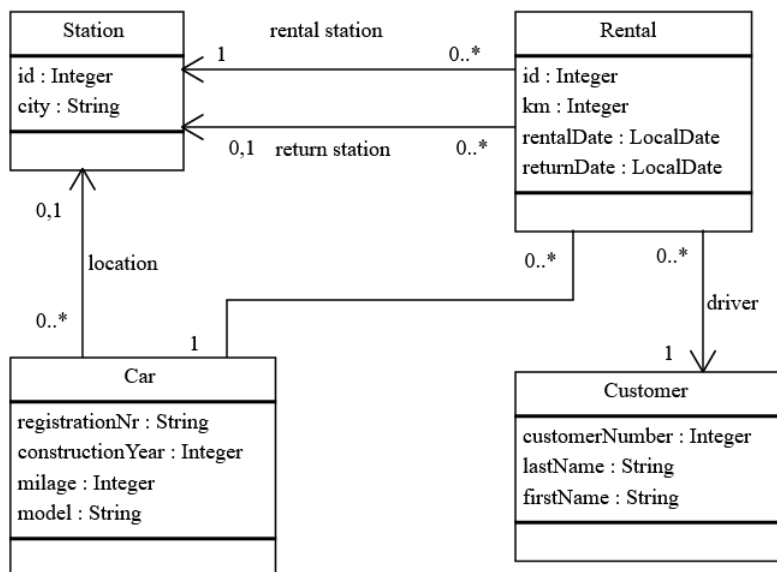 Station
id : Integer
city : String
rental station
1
0..*
0,1
return station
0..*
Rental
id : Integer
km : Integer
rentalDate : LocalDate
returnDate : LocalDate
0,1
location
0..*
0..*
1
0..*
driver
1
Car
registrationNr : String
constructionYear : Integer
milage : Integer
model : String
Customer
customerNumber : Integer
lastName : String
firstName : String